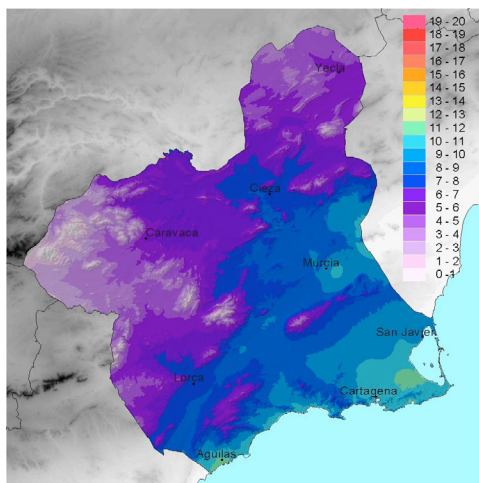 19 - 20
18 - 19
17 - 18
16 - 17
15 - 16
14 - 15
13 - 14
12 - 13
11 - 12
10 - 11
9 - 10
8 - 9
7 - 8
6 - 7
5 - 6
4 - 5
3 - 4
2 - 3
0 - 1
Yecla
Cieza
Caravaca
Murcia
San Javier
Lorca
Cartagena
Aguilas